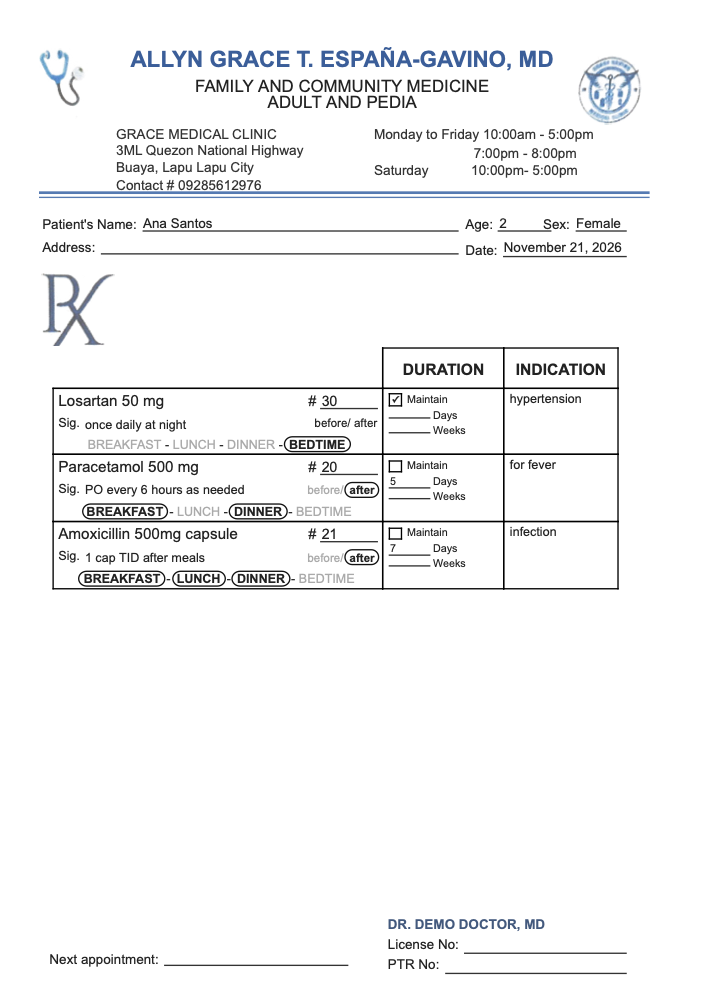 ALLYN GRACE T. ESPAÑA-GAVINO, MD
FAMILY AND COMMUNITY MEDICINE
ADULT AND PEDIA
GRACE MEDICAL CLINIC
3ML Quezon National Highway
Buaya, Lapu Lapu City
Contact # 09285612976
Monday to Friday 10:00am - 5:00pm
7:00pm - 8:00pm
Saturday 10:00pm- 5:00pm
Patient's Name: Ana Santos Age: 2 Sex: Female
Address: Date: November 21, 2026
RX
DURATION INDICATION
Losartan 50 mg # 30
Sig. once daily at night before/ after
BREAKFAST - LUNCH - DINNER - BEDTIME
✓ Maintain
Days
Weeks
hypertension
Paracetamol 500 mg # 20
Sig. PO every 6 hours as needed before/ after
BREAKFAST - LUNCH - DINNER - BEDTIME
Maintain
5 Days
Weeks
for fever
Amoxicillin 500mg capsule # 21
Sig. 1 cap TID after meals before/ after
BREAKFAST - LUNCH - DINNER - BEDTIME
Maintain
7 Days
Weeks
infection
DR. DEMO DOCTOR, MD
License No:
PTR No:
Next appointment: